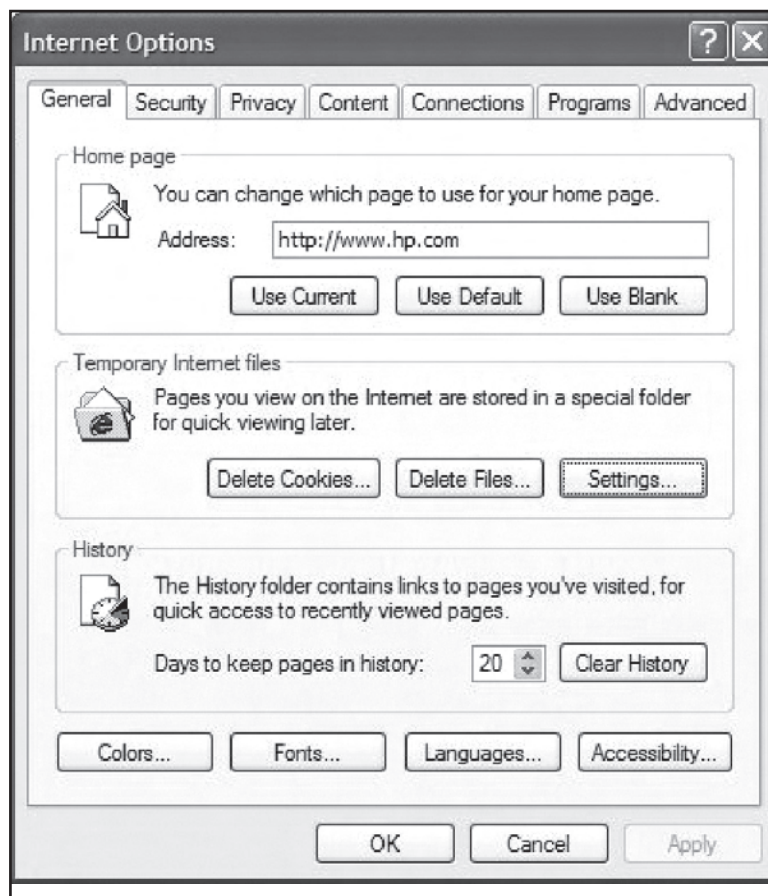 Internet Options
General Security Privacy Content Connections Programs Advanced
Home page
You can change which page to use for your home page.
Address: http://www.hp.com
Use Current Use Default Use Blank
Temporary Internet files
Pages you view on the Internet are stored in a special folder
for quick viewing later.
Delete Cookies... Delete Files... Settings...
History
The History folder contains links to pages you've visited, for
quick access to recently viewed pages.
Days to keep pages in history: 20 Clear History
Colors... Fonts... Languages... Accessibility...
OK Cancel Apply